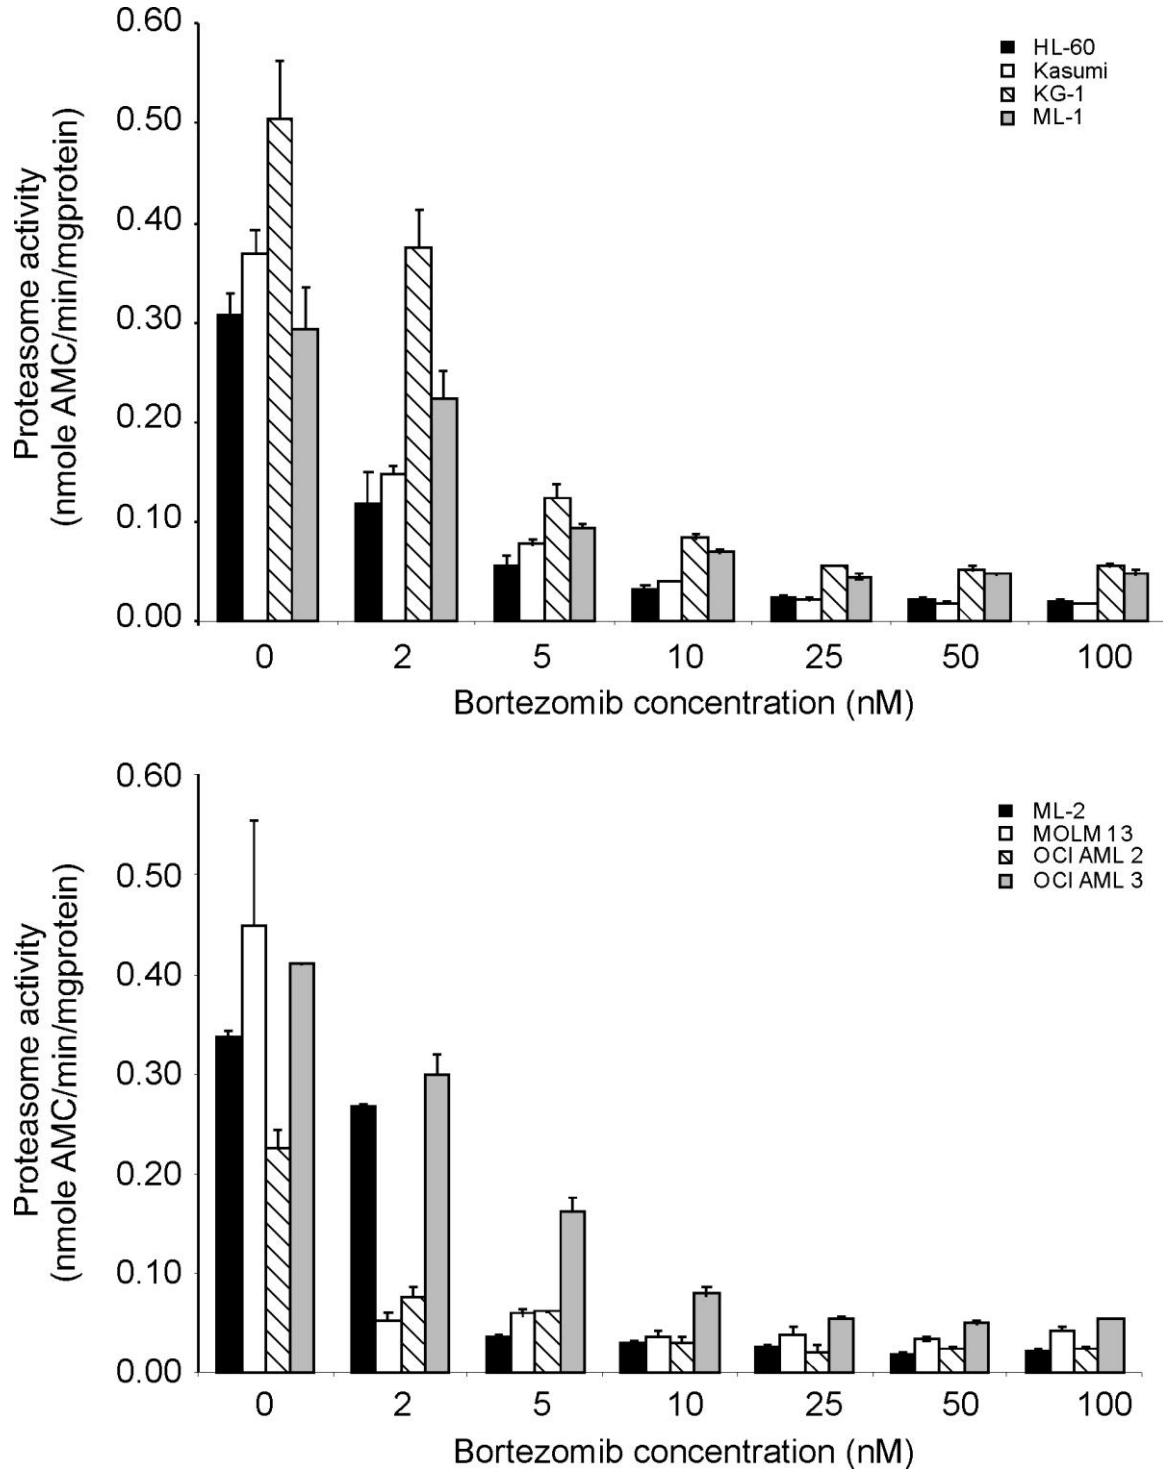 0.60
0.50
0.40
0.30
0.20
0.10
0.00
Proteasome activity
(nmole AMC/min/mgprotein)
HL-60
Kasumi
KG-1
ML-1
0 2 5 10 25 50 100
Bortezomib concentration (nM)
0.60
0.50
0.40
0.30
0.20
0.10
0.00
Proteasome activity
(nmole AMC/min/mgprotein)
ML-2
MOLM 13
OCI AML 2
OCI AML 3
0 2 5 10 25 50 100
Bortezomib concentration (nM)